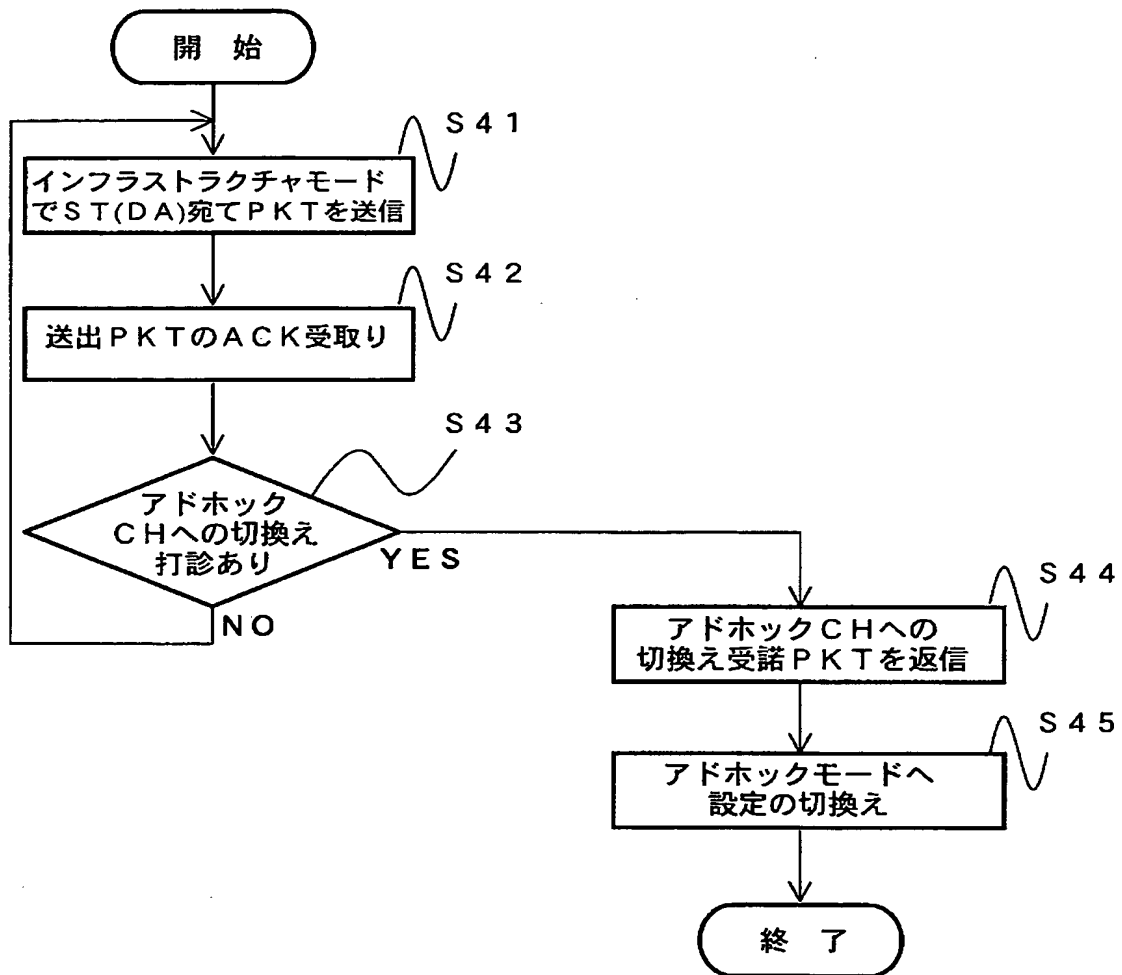 開 始
S41
インフラストラクチャモード
でST(DA)宛てPKTを送信
S42
送出PKTのACK受取り
S43
アドホック
CHへの切換え
打診あり
YES
NO
S44
アドホックCHへの
切換え受諾PKTを返信
S45
アドホックモードへ
設定の切換え
終 了